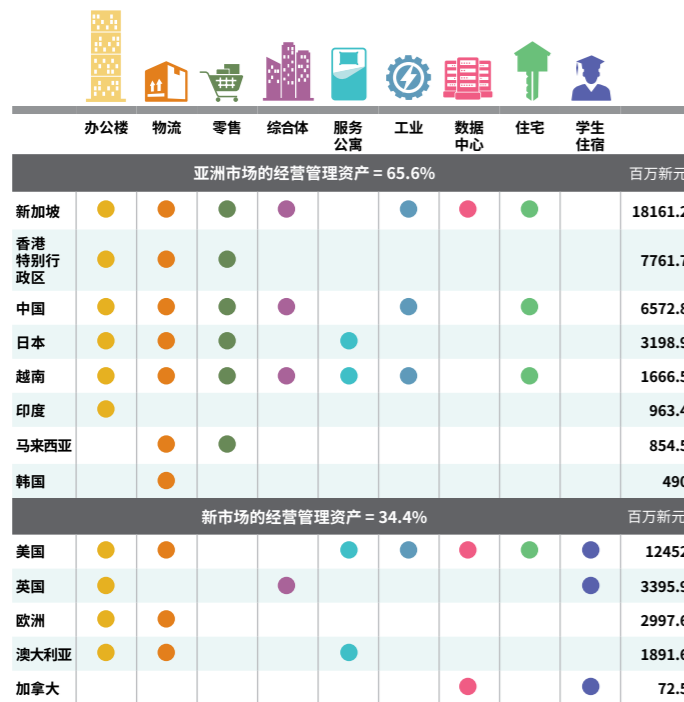 办公楼 物流 零售 综合体 服务 工业 数据 住宅 学生
公寓 中心 住宿
亚洲市场的经营管理资产 = 65.6% 百万新元
新加坡 18161.2
香港
特别行 7761.7
政区
中国 6572.8
日本 3198.9
越南 1666.5
印度 963.4
马来西亚 854.5
韩国 490
新市场的经营管理资产 = 34.4% 百万新元
美国 12452
英国 3395.9
欧洲 2997.6
澳大利亚 1891.6
加拿大 72.5